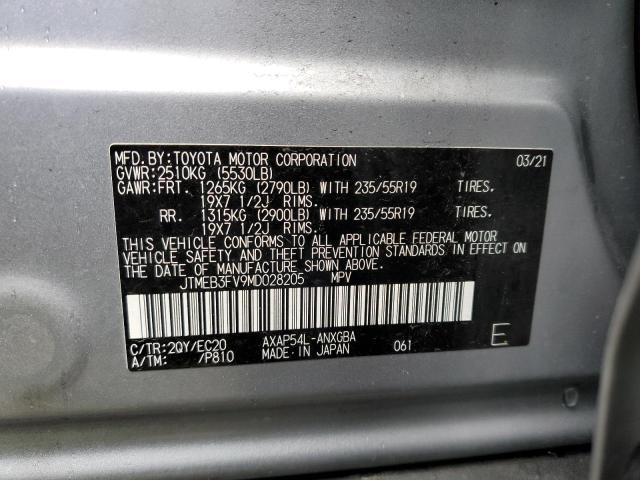 MFD.BY:TOYOTA MOTOR CORPORATION 03/21
GVWR:2510KG (5530LB)
GAWR:FRT. 1265KG (2790LB) WITH 235/55R19 TIRES.
19X7 1/2J RIMS.
RR. 1315KG (2900LB) WITH 235/55R19 TIRES.
19X7 1/2J RIMS.
THIS VEHICLE CONFORMS TO ALL APPLICABLE FEDERAL MOTOR
VEHICLE SAFETY AND THEFT PREVENTION STANDARDS IN EFFECT ON
THE DATE OF MANUFACTURE SHOWN ABOVE.
JTMEB3FV9MD028205 MPV
C/TR:2QY/EC20 AXAP54L-ANXGBA 061 E
A/TM: /P810 MADE IN JAPAN